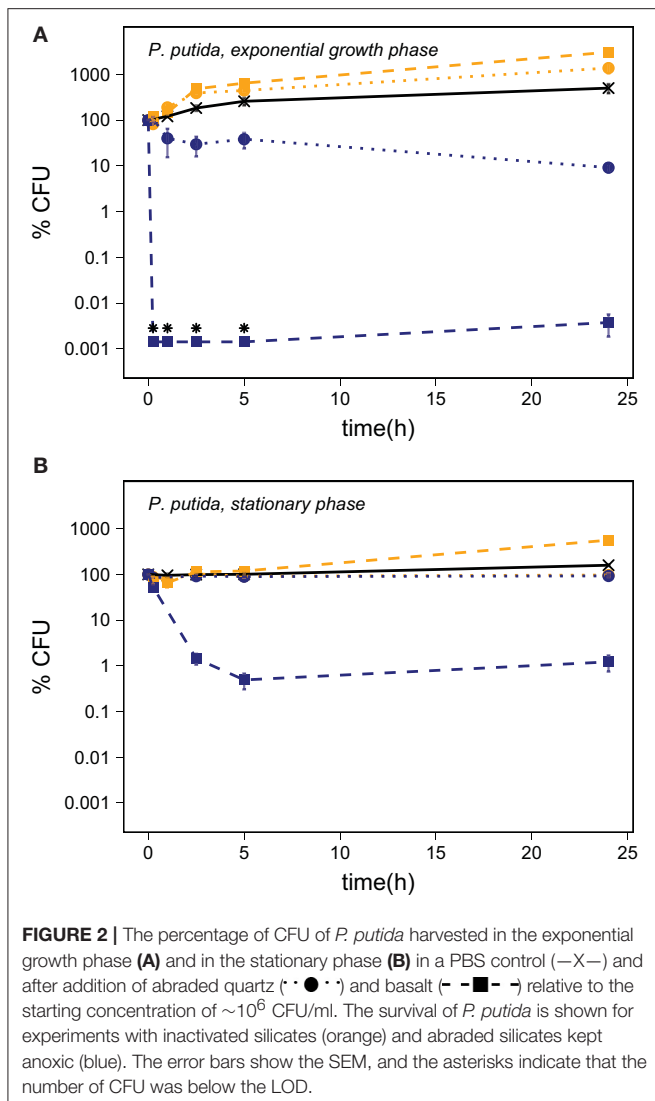 A
P. putida, exponential growth phase
1000
100
10
1
0.1
0.01
0.001
% CFU
* * * *
0 5 10 15 20 25
time(h)
B
P. putida, stationary phase
1000
100
10
1
0.1
0.01
0.001
% CFU
0 5 10 15 20 25
time(h)
FIGURE 2 | The percentage of CFU of P. putida harvested in the exponential
growth phase (A) and in the stationary phase (B) in a PBS control (—X—) and
after addition of abraded quartz (··●··) and basalt (– –■– –) relative to the
starting concentration of ∼10⁶ CFU/ml. The survival of P. putida is shown for
experiments with inactivated silicates (orange) and abraded silicates kept
anoxic (blue). The error bars show the SEM, and the asterisks indicate that the
number of CFU was below the LOD.